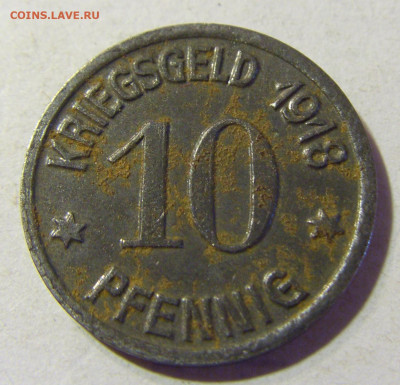 COINS.LAVE.RU
KRIEGSGELD 1918
10
PFENNIG